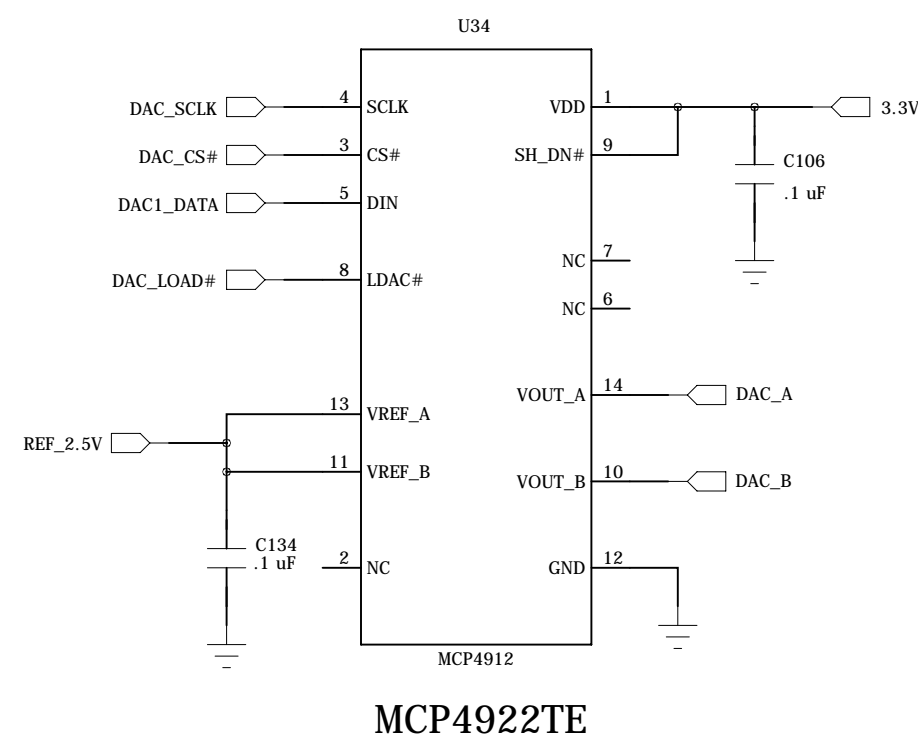 U34
DAC_SCLK 4 SCLK VDD 1 3.3V
DAC_CS# 3 CS# SH_DN# 9
C106
.1 uF
DAC1_DATA 5 DIN
DAC_LOAD# 8 LDAC# NC 7
NC 6
VOUT_A 14 DAC_A
13 VREF_A
REF_2.5V
11 VREF_B VOUT_B 10 DAC_B
C134
.1 uF
2 NC GND 12
MCP4912
MCP4922TE